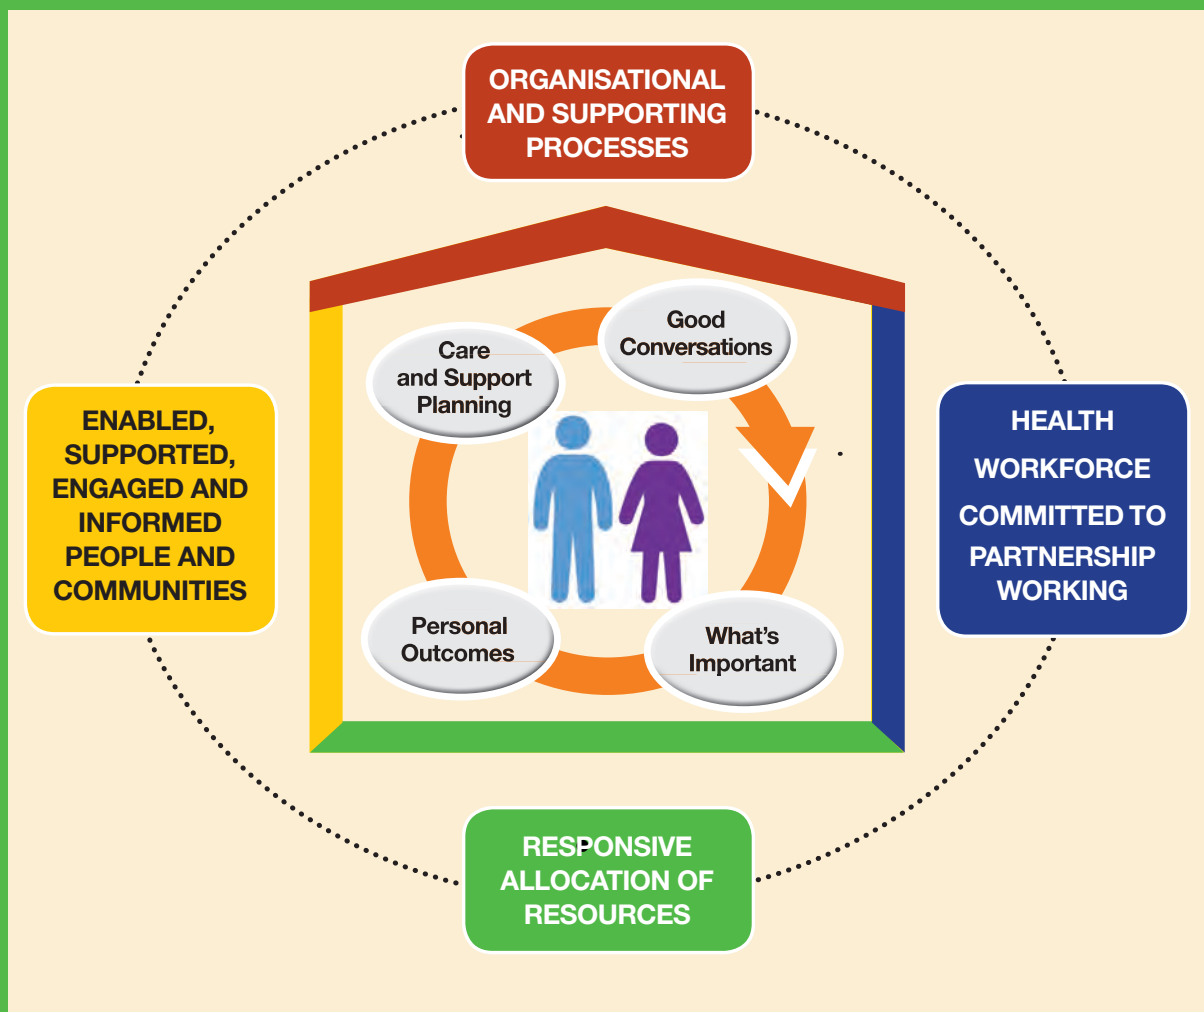 ORGANISATIONAL
AND SUPPORTING
PROCESSES
Good
Conversations
Care
and Support
Planning
ENABLED,
SUPPORTED,
ENGAGED AND
INFORMED
PEOPLE AND
COMMUNITIES
HEALTH
WORKFORCE
COMMITTED TO
PARTNERSHIP
WORKING
Personal
Outcomes
What's
Important
RESPONSIVE
ALLOCATION OF
RESOURCES